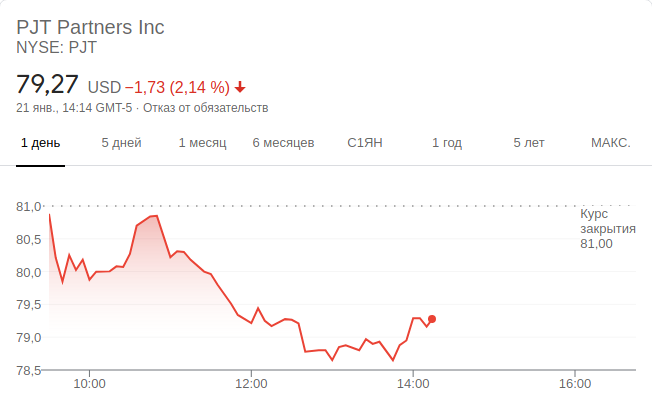 PJT Partners Inc
NYSE: PJT
79,27 USD −1,73 (2,14 %)
21 янв., 14:14 GMT-5 · Отказ от обязательств
1 день 5 дней 1 месяц 6 месяцев С1ЯН 1 год 5 лет МАКС.
81,0
Курс
закрытия
81,00
80,5
80,0
79,5
79,0
78,5
10:00 12:00 14:00 16:00